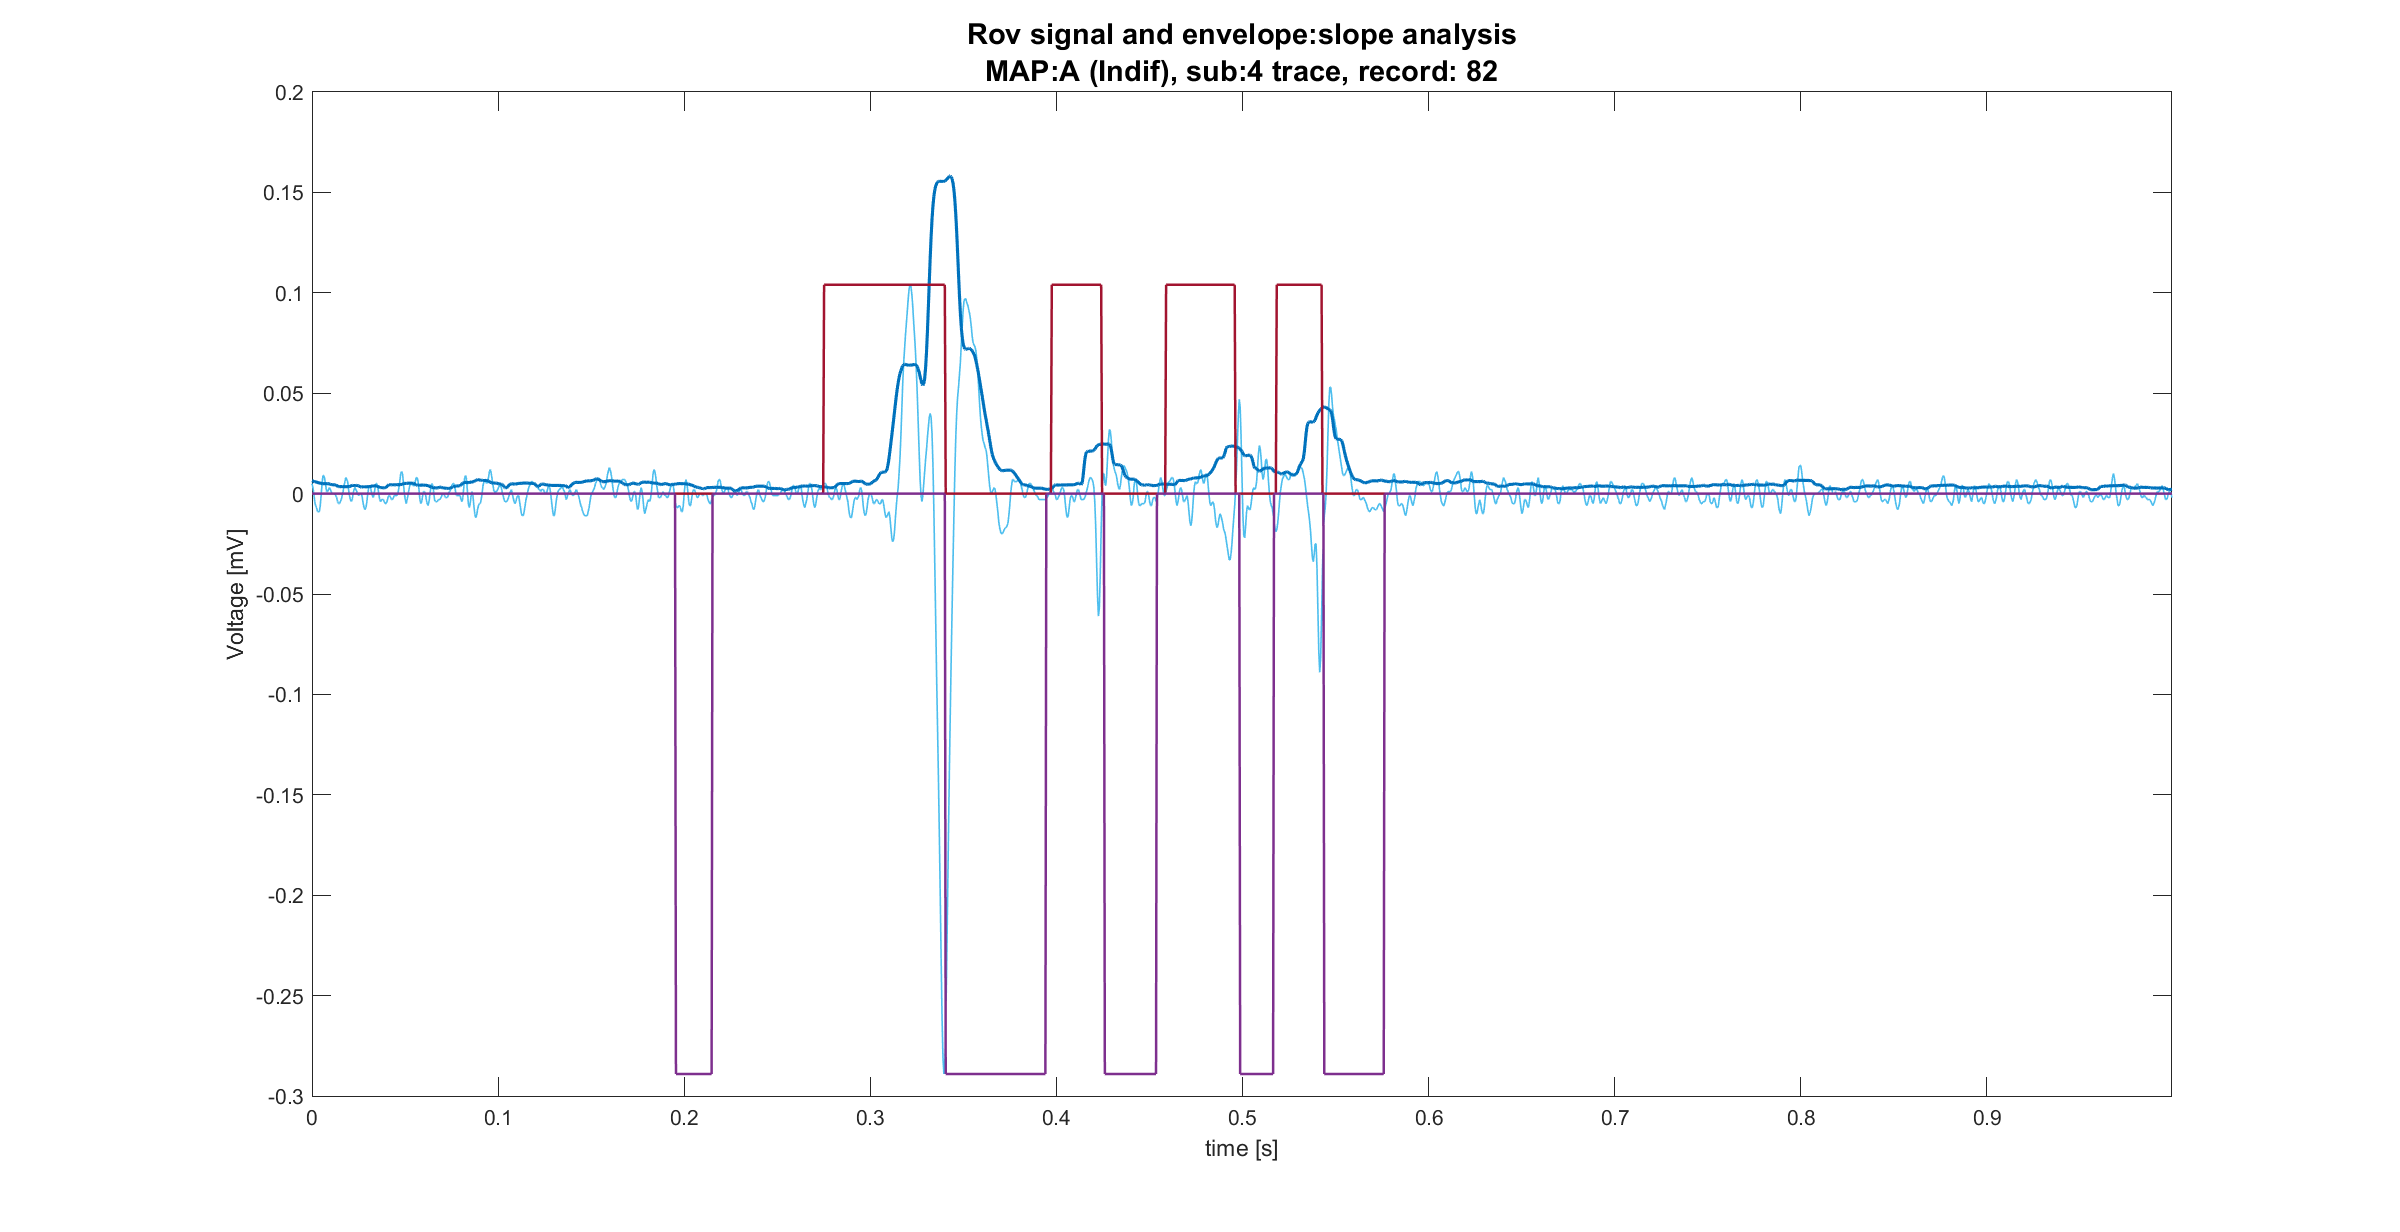 Rov signal and envelope:slope analysis
MAP:A (Indif), sub:4 trace, record: 82
0.2
0.15
0.1
0.05
0
-0.05
-0.1
-0.15
-0.2
-0.25
-0.3
Voltage [mV]
0 0.1 0.2 0.3 0.4 0.5 0.6 0.7 0.8 0.9
time [s]